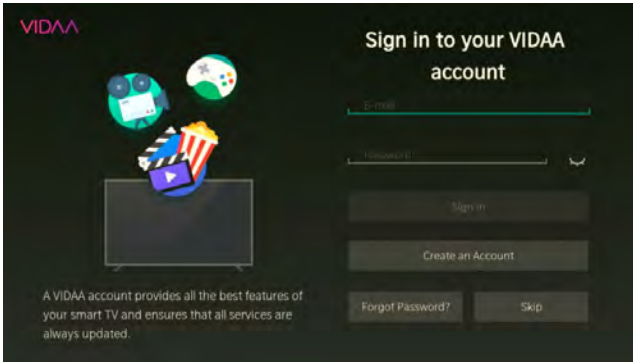 VIDAA
Sign in to your VIDAA
account
E-mail
Password
Sign in
Create an Account
Forgot Password?
Skip
A VIDAA account provides all the best features of
your smart TV and ensures that all services are
always updated.